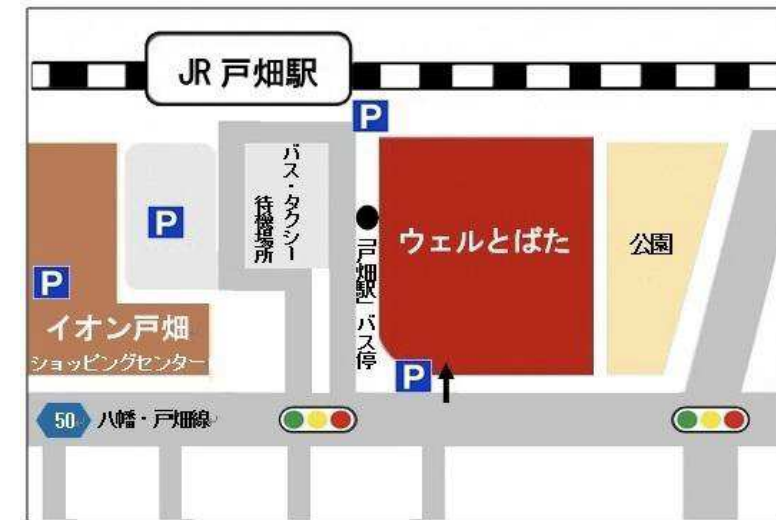 JR 戸畑駅
P
バス・タクシー
待機場所
P
ウェルとばた
公園
「戸畑駅」バス停
P
イオン戸畑
ショッピングセンター
P
50 八幡・戸畑線